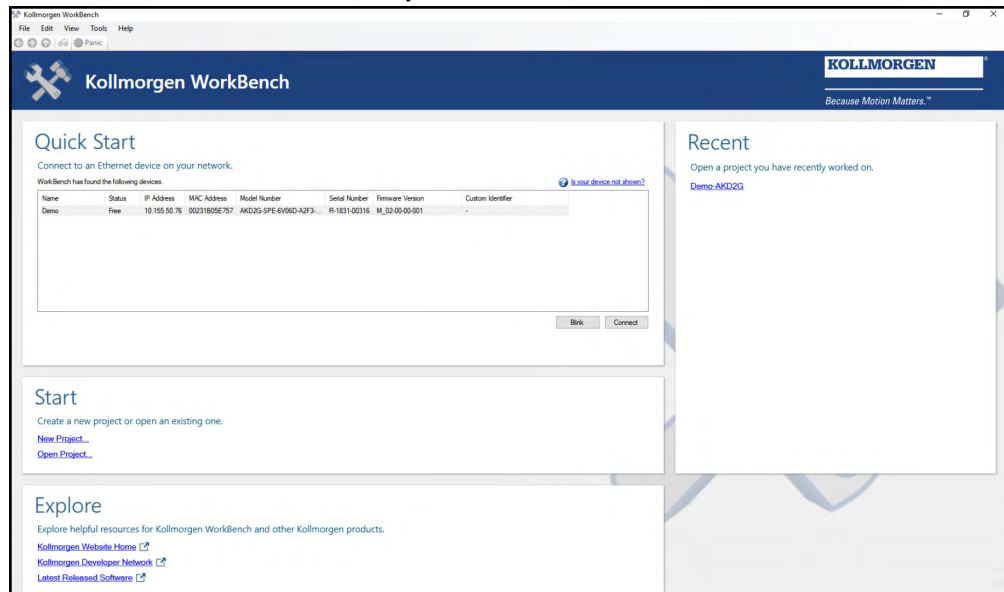 Kollmorgen WorkBench
File Edit View Tools Help
Panic
Kollmorgen WorkBench
KOLLMORGEN
Because Motion Matters.™
Quick Start
Connect to an Ethernet device on your network.
WorkBench has found the following devices.
Is your device not shown?
Name Status IP Address MAC Address Model Number Serial Number Firmware Version Custom Identifier
Demo Free 10.155.50.76 00231B05E757 AKD2G-SPE-6V06D-A2F3-... R-1831-00316 M_02-00-00-001 -
Blink Connect
Recent
Open a project you have recently worked on.
Demo-AKD2G
Start
Create a new project or open an existing one.
New Project...
Open Project...
Explore
Explore helpful resources for Kollmorgen WorkBench and other Kollmorgen products.
Kollmorgen Website Home
Kollmorgen Developer Network
Latest Released Software